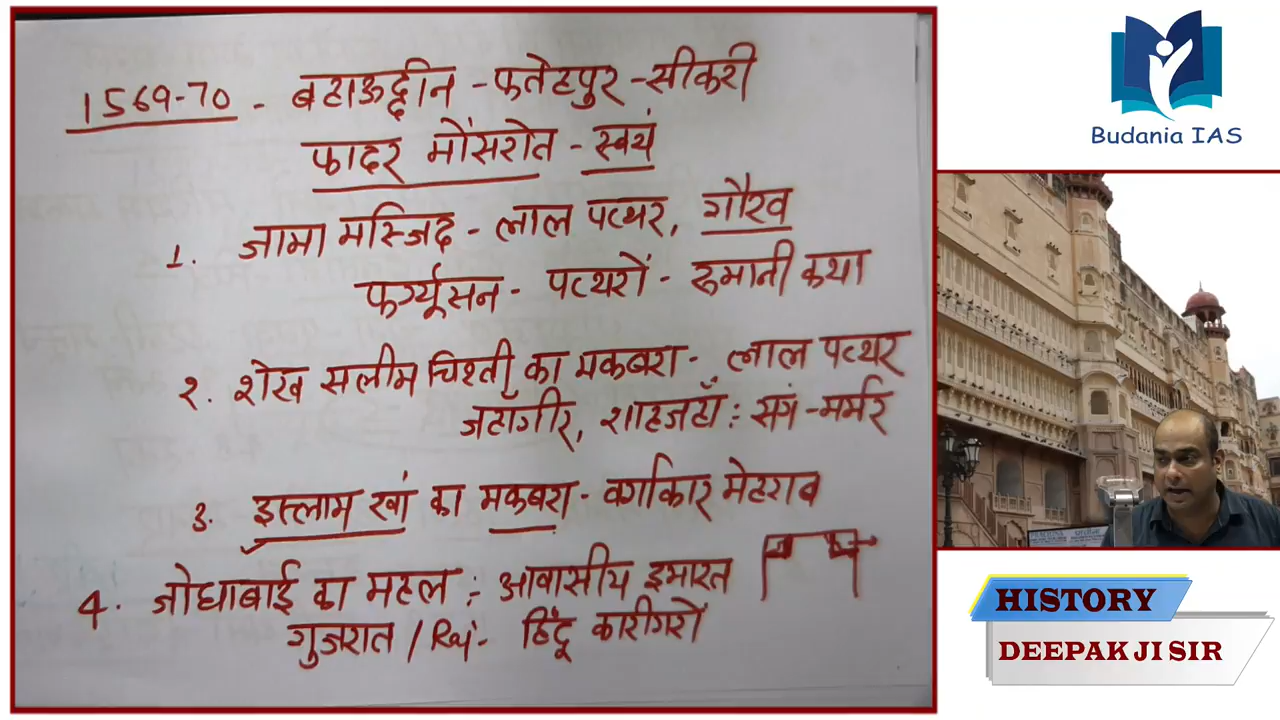 1569-70 - बहाऊद्दीन - फतेहपुर - सीकरी
फादर मोंसरोत - स्वयं
1. जामा मस्जिद - लाल पत्थर, गौरव
फर्ग्यूसन - पत्थरों - रुमानी कथा
२. शेख सलीम चिश्ती का मकबरा - लाल पत्थर
जहाँगीर, शाहजहाँ : संग - मर्मर
3. इस्लाम खां का मकबरा - वर्गाकार मेहराब
4. जोधाबाई का महल : आवासीय इमारत
गुजरात / Raj - हिंदू कारीगरों
Budania IAS
HISTORY
DEEPAK JI SIR